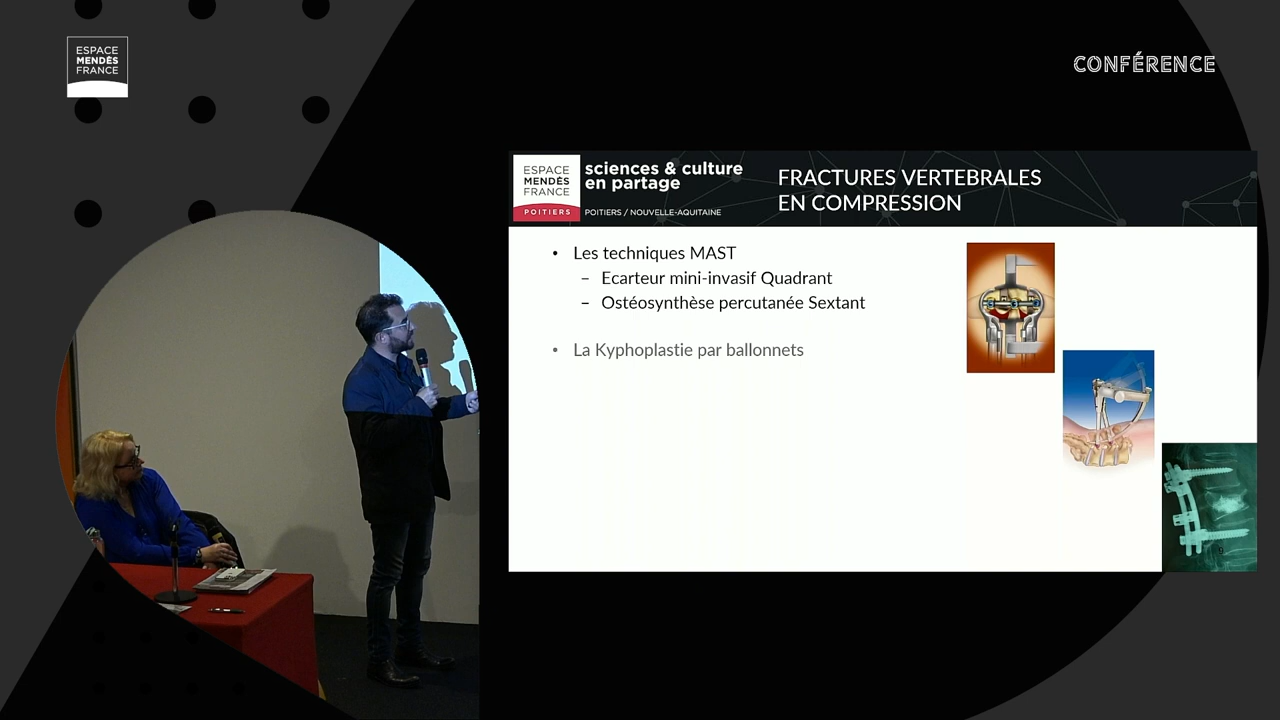 ESPACE
MENDÈS
FRANCE
CONFÉRENCE
ESPACE
MENDÈS
FRANCE
POITIERS
sciences & culture
en partage
POITIERS / NOUVELLE-AQUITAINE
FRACTURES VERTEBRALES
EN COMPRESSION
• Les techniques MAST
– Ecarteur mini-invasif Quadrant
– Ostéosynthèse percutanée Sextant
• La Kyphoplastie par ballonnets
9